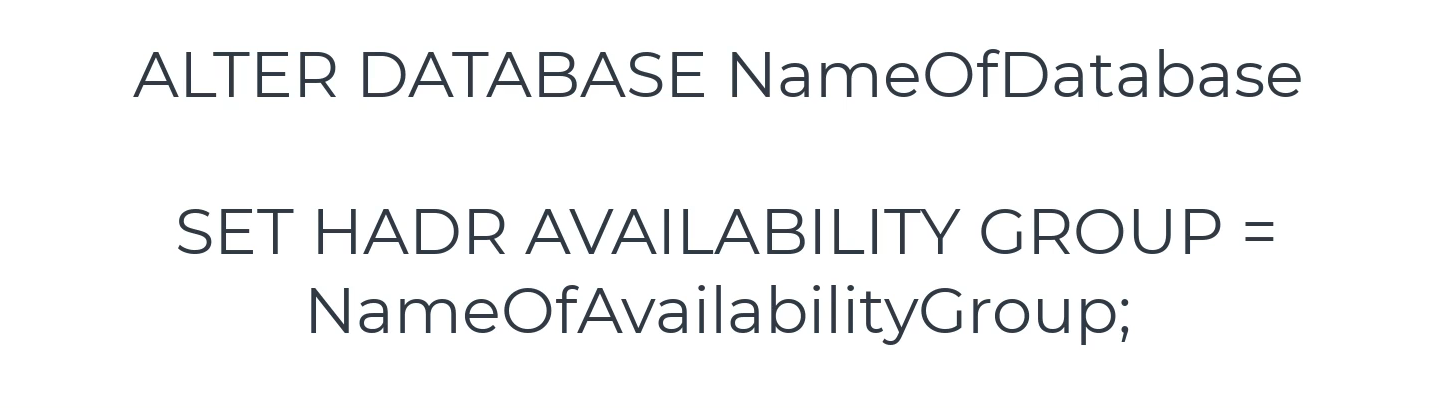 ALTER DATABASE NameOfDatabase
SET HADR AVAILABILITY GROUP =
NameOfAvailabilityGroup;